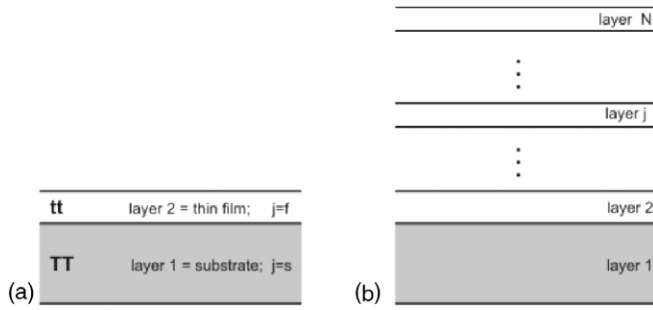 layer N
layer j
tt layer 2 = thin film; j=f
layer 2
TT layer 1 = substrate; j=s
layer 1
(a)
(b)